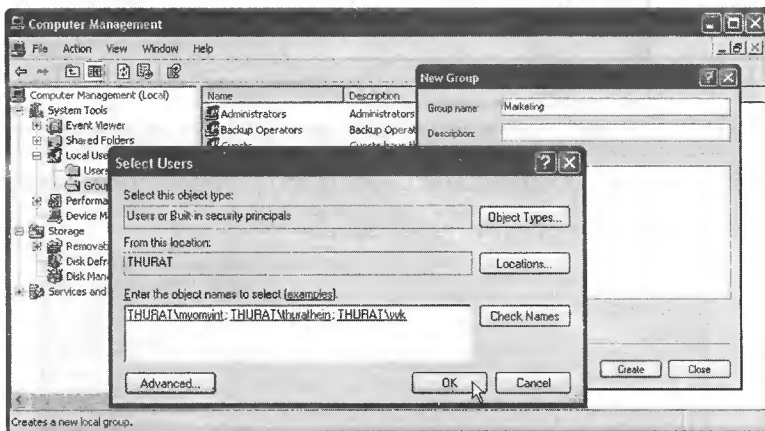 Computer Management
File Action View Window Help
Computer Management (Local)
System Tools
Event Viewer
Shared Folders
Local Use
Users
Grou
Performa
Device M
Storage
Removab
Disk Defr
Disk Mana
Services and
Name Description
Administrators Administrators
Backup Operators Backup Operat
New Group
Group name: Marketing
Description:
Select Users
Select this object type:
Users or Built-in security principals
Object Types...
From this location:
THURAT
Locations...
Enter the object names to select (examples):
THURAT\myomyint; THURAT\thurathein; THURAT\uvk
Check Names
Advanced...
OK
Cancel
Create
Close
Creates a new local group.